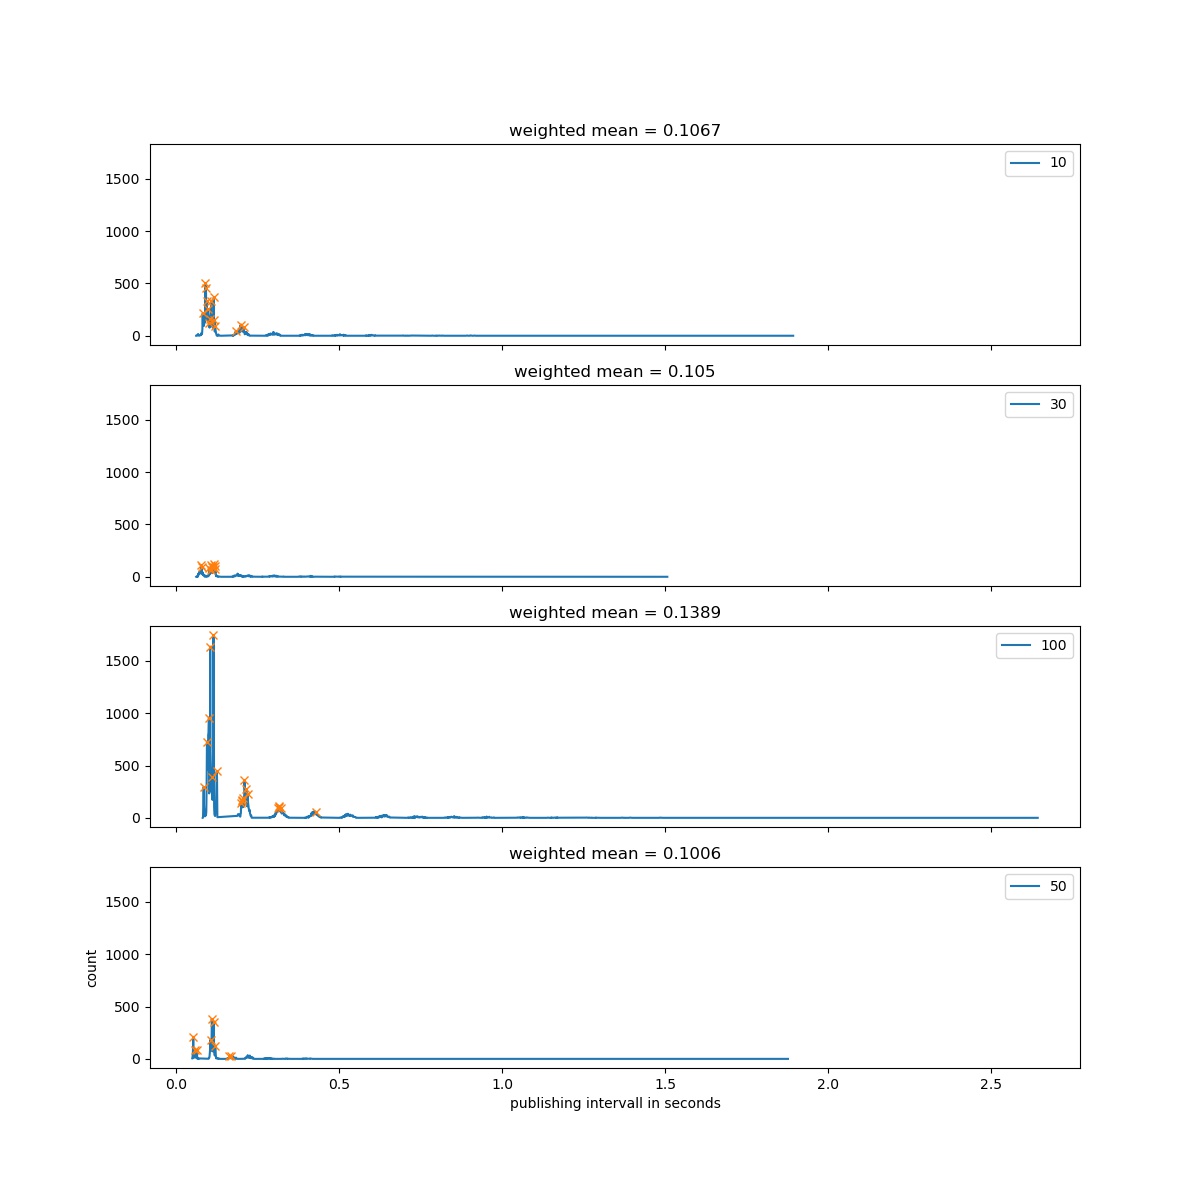 weighted mean = 0.1067
10
1500
1000
500
0
weighted mean = 0.105
30
1500
1000
500
0
weighted mean = 0.1389
100
1500
1000
500
0
weighted mean = 0.1006
50
1500
1000
500
0
count
0.0 0.5 1.0 1.5 2.0 2.5
publishing intervall in seconds